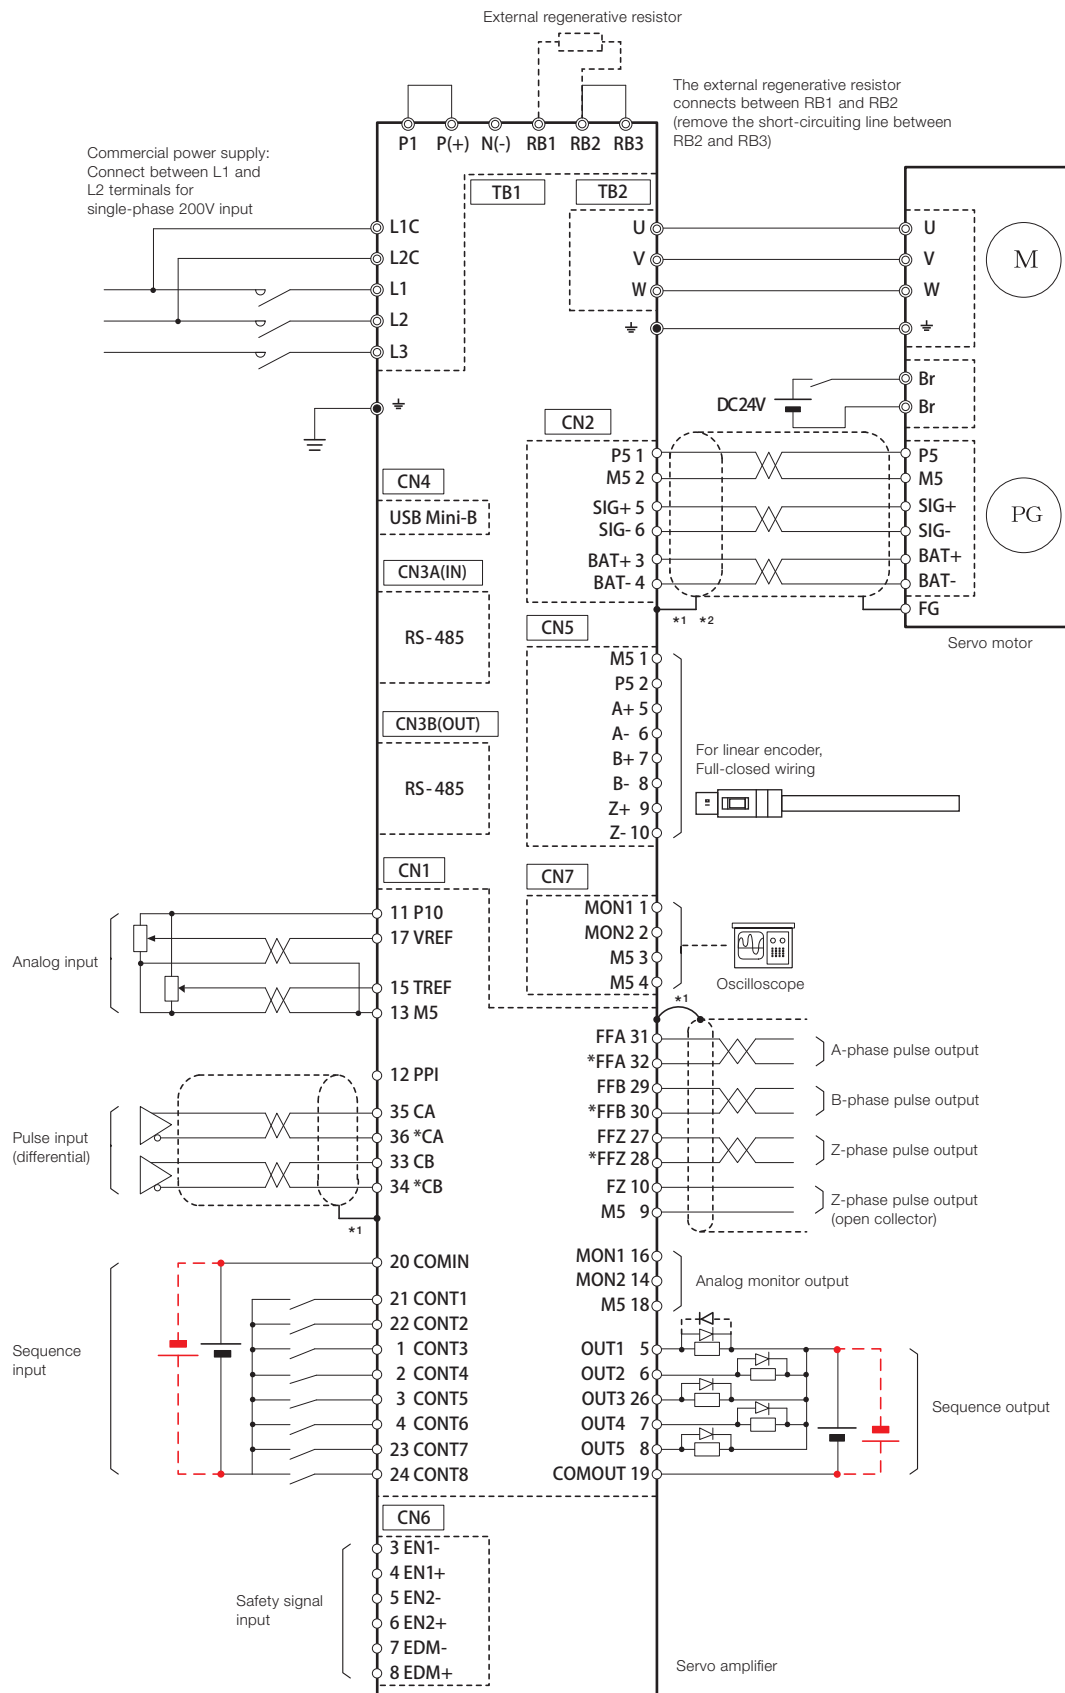 External regenerative resistor
The external regenerative resistor
connects between RB1 and RB2
(remove the short-circuiting line between
RB2 and RB3)
P1 P(+) N(-) RB1 RB2 RB3
Commercial power supply:
Connect between L1 and
L2 terminals for
single-phase 200V input
TB1
TB2
L1C
L2C
L1
L2
L3
U
V
W
U
V
W
M
Br
Br
DC24V
CN2
P5 1
M5 2
SIG+ 5
SIG- 6
BAT+ 3
BAT- 4
P5
M5
SIG+
SIG-
BAT+
BAT-
FG
PG
*1 *2
Servo motor
CN4
USB Mini-B
CN3A(IN)
RS-485
CN3B(OUT)
RS-485
CN5
M5 1
P5 2
A+ 5
A- 6
B+ 7
B- 8
Z+ 9
Z- 10
For linear encoder,
Full-closed wiring
CN1
Analog input
11 P10
17 VREF
15 TREF
13 M5
CN7
MON1 1
MON2 2
M5 3
M5 4
Oscilloscope
*1
12 PPI
Pulse input
(differential)
35 CA
36 *CA
33 CB
34 *CB
*1
FFA 31
*FFA 32
FFB 29
*FFB 30
FFZ 27
*FFZ 28
FZ 10
M5 9
A-phase pulse output
B-phase pulse output
Z-phase pulse output
Z-phase pulse output
(open collector)
Sequence
input
20 COMIN
21 CONT1
22 CONT2
1 CONT3
2 CONT4
3 CONT5
4 CONT6
23 CONT7
24 CONT8
MON1 16
MON2 14
M5 18
Analog monitor output
OUT1 5
OUT2 6
OUT3 26
OUT4 7
OUT5 8
COMOUT 19
Sequence output
CN6
Safety signal
input
3 EN1-
4 EN1+
5 EN2-
6 EN2+
7 EDM-
8 EDM+
Servo amplifier